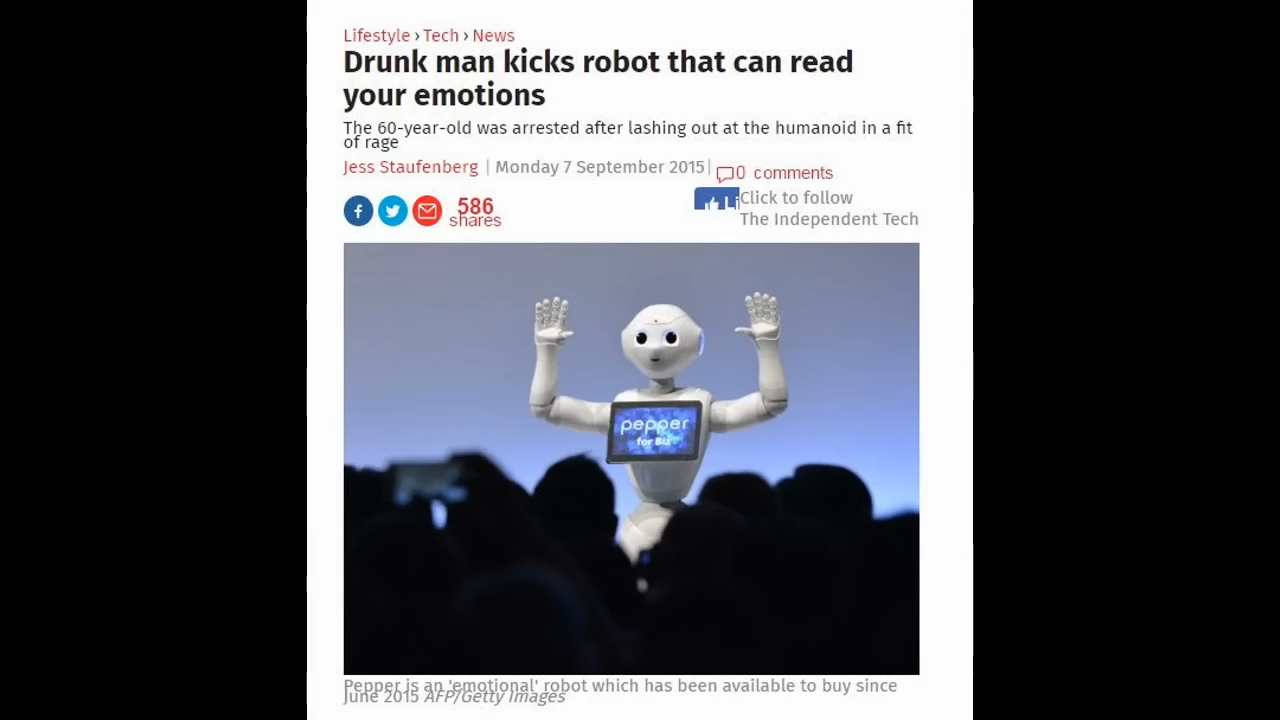 Lifestyle › Tech › News
Drunk man kicks robot that can read
your emotions
The 60-year-old was arrested after lashing out at the humanoid in a fit
of rage
Jess Staufenberg | Monday 7 September 2015 | 0 comments
586
shares
Click to follow
The Independent Tech
pepper
for Biz
Pepper is an 'emotional' robot which has been available to buy since
June 2015 AFP/Getty Images